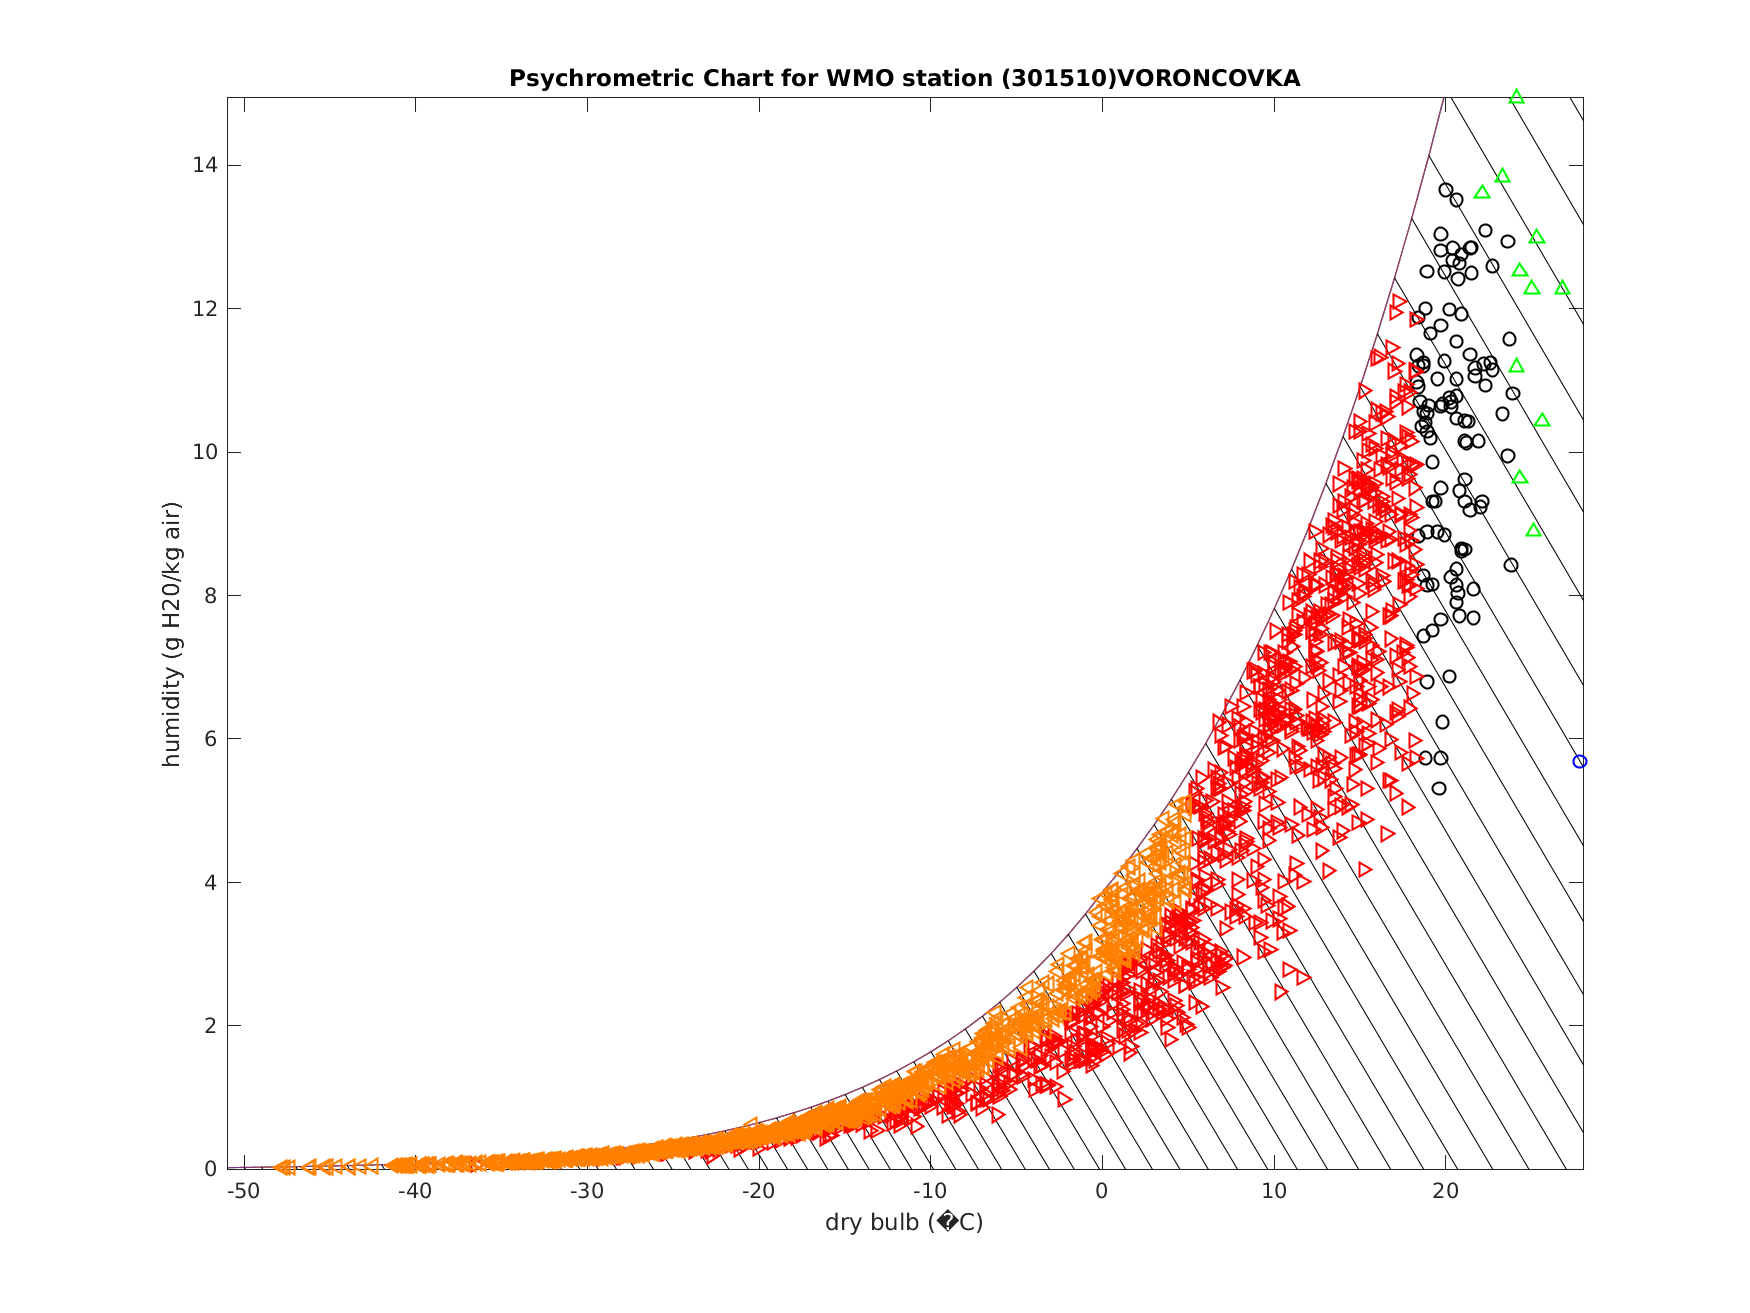 Psychrometric Chart for WMO station (301510)VORONCOVKA
14
12
10
8
6
4
2
0
humidity (g H20/kg air)
-50 -40 -30 -20 -10 0 10 20
dry bulb (�C)